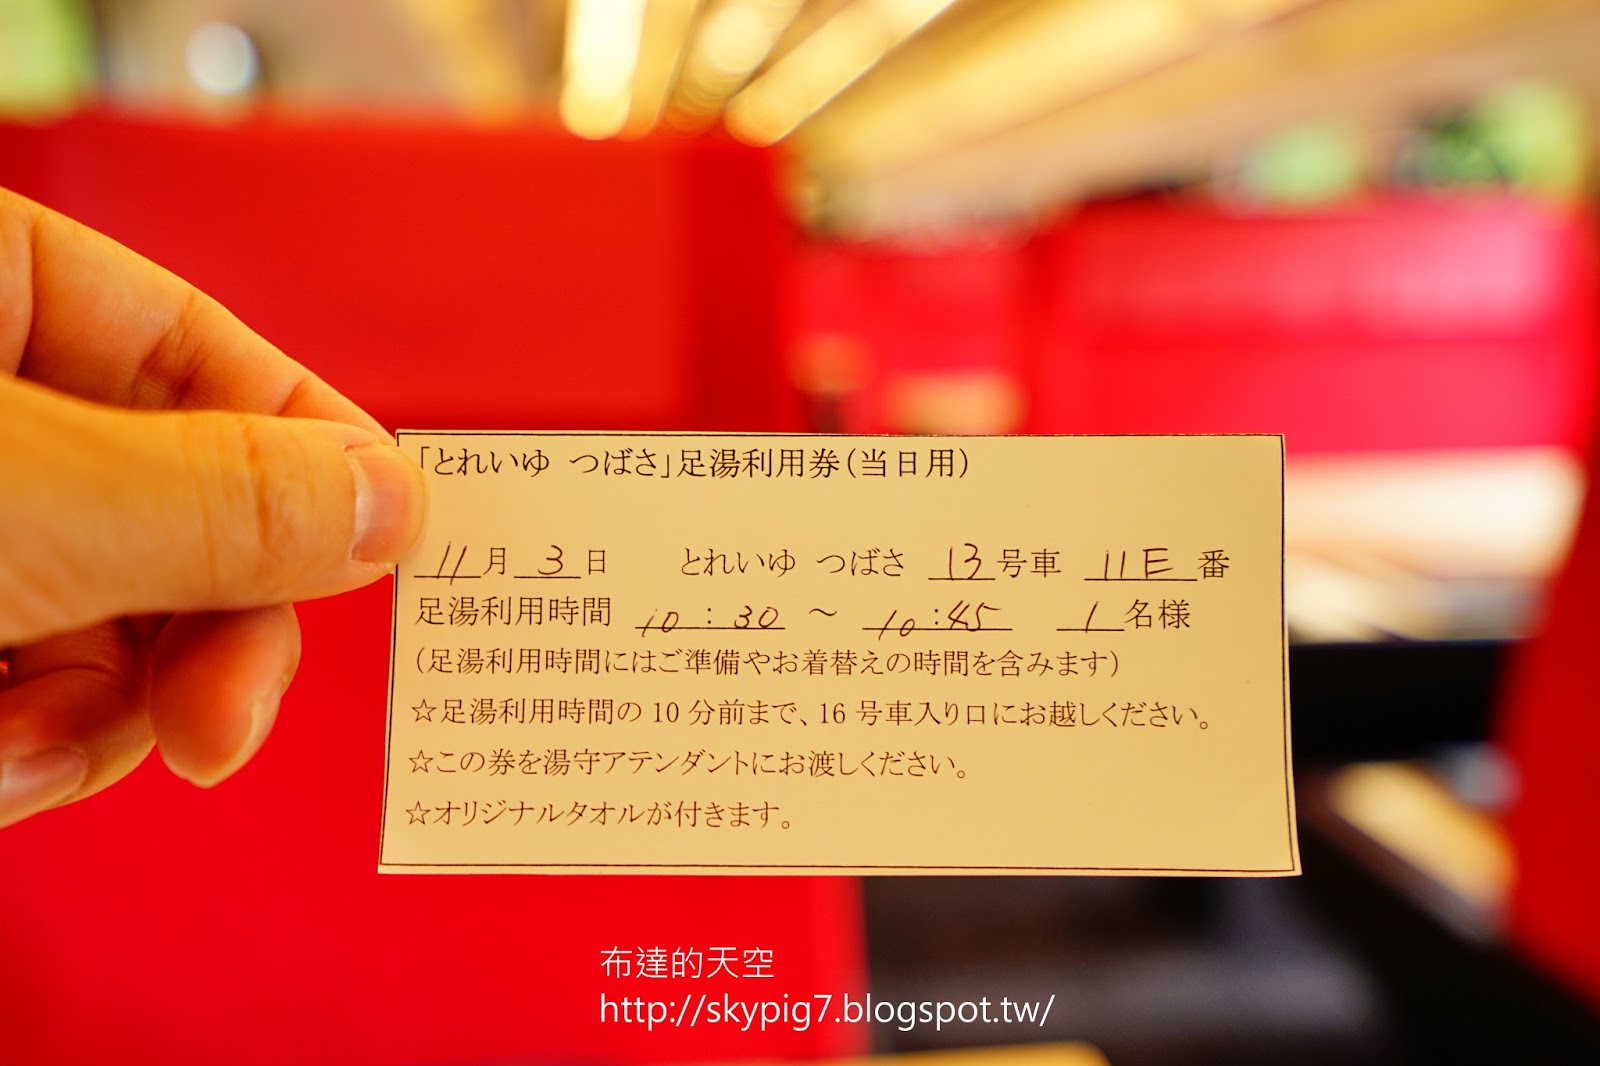 「とれいゆ つばさ」足湯利用券(当日用)
11月3日 とれいゆ つばさ 13号車 11E番
足湯利用時間 10:30 ～ 10:45 1名様
(足湯利用時間にはご準備やお着替えの時間を含みます)
☆足湯利用時間の10分前まで、16号車入り口にお越しください。
☆この券を湯守アテンダントにお渡しください。
☆オリジナルタオルが付きます。
布達的天空
http://skypig7.blogspot.tw/